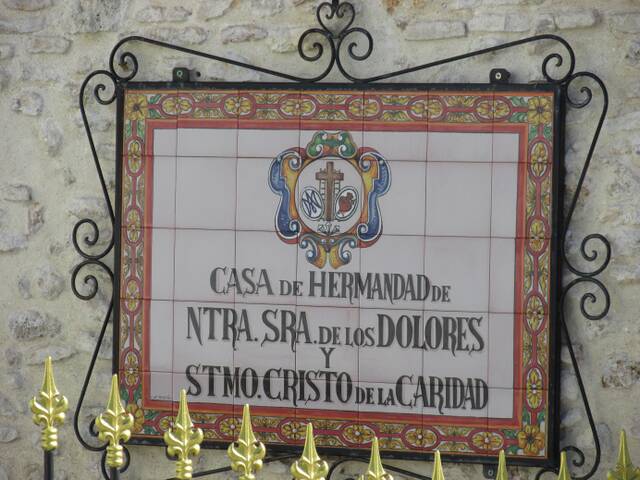 CASA DE HERMANDAD DE
NTRA. SRA. DE LOS DOLORES
Y
STMO. CRISTO DE LA CARIDAD